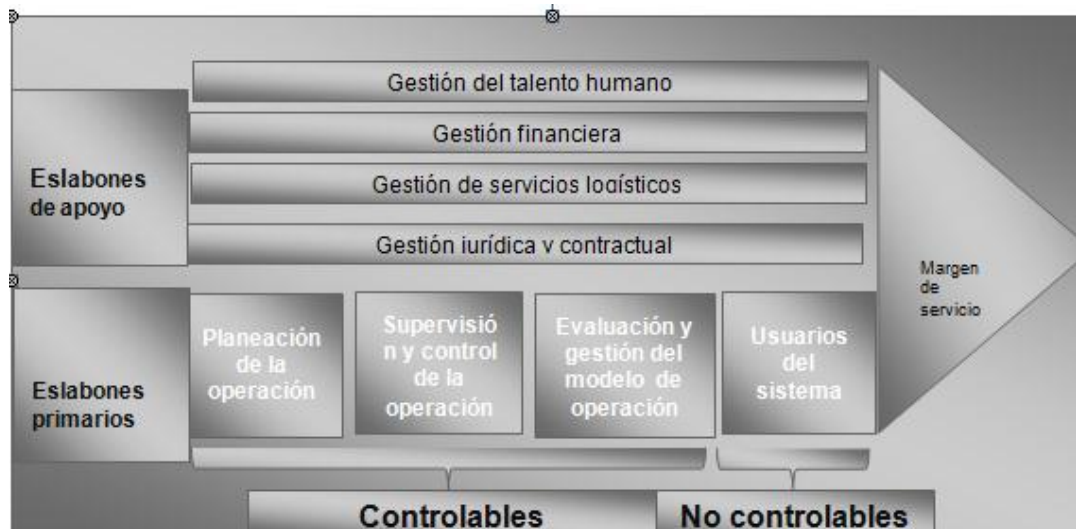 Gestión del talento humano
Gestión financiera
Gestión de servicios logísticos
Gestión jurídica y contractual
Eslabones
de apoyo
Margen
de
servicio
Eslabones
primarios
Planeación
de la
operación
Supervisió
n y control
de la
operación
Evaluación y
gestión del
modelo de
operación
Usuarios
del
sistema
Controlables
No controlables